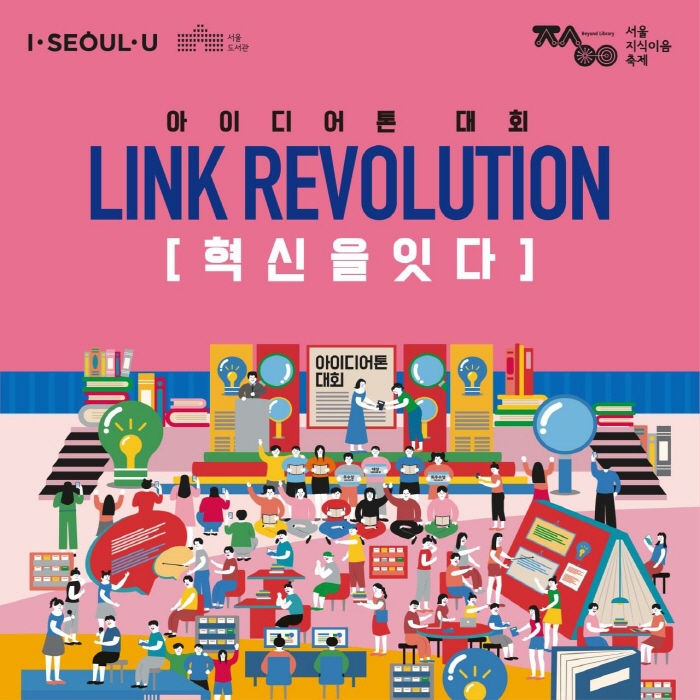 I·SEOUL·U
서울
도서관
Beyond Library
서울
지식이음
축제
아이디어톤 대회
LINK REVOLUTION
[혁신을잇다]
아이디어톤
대회